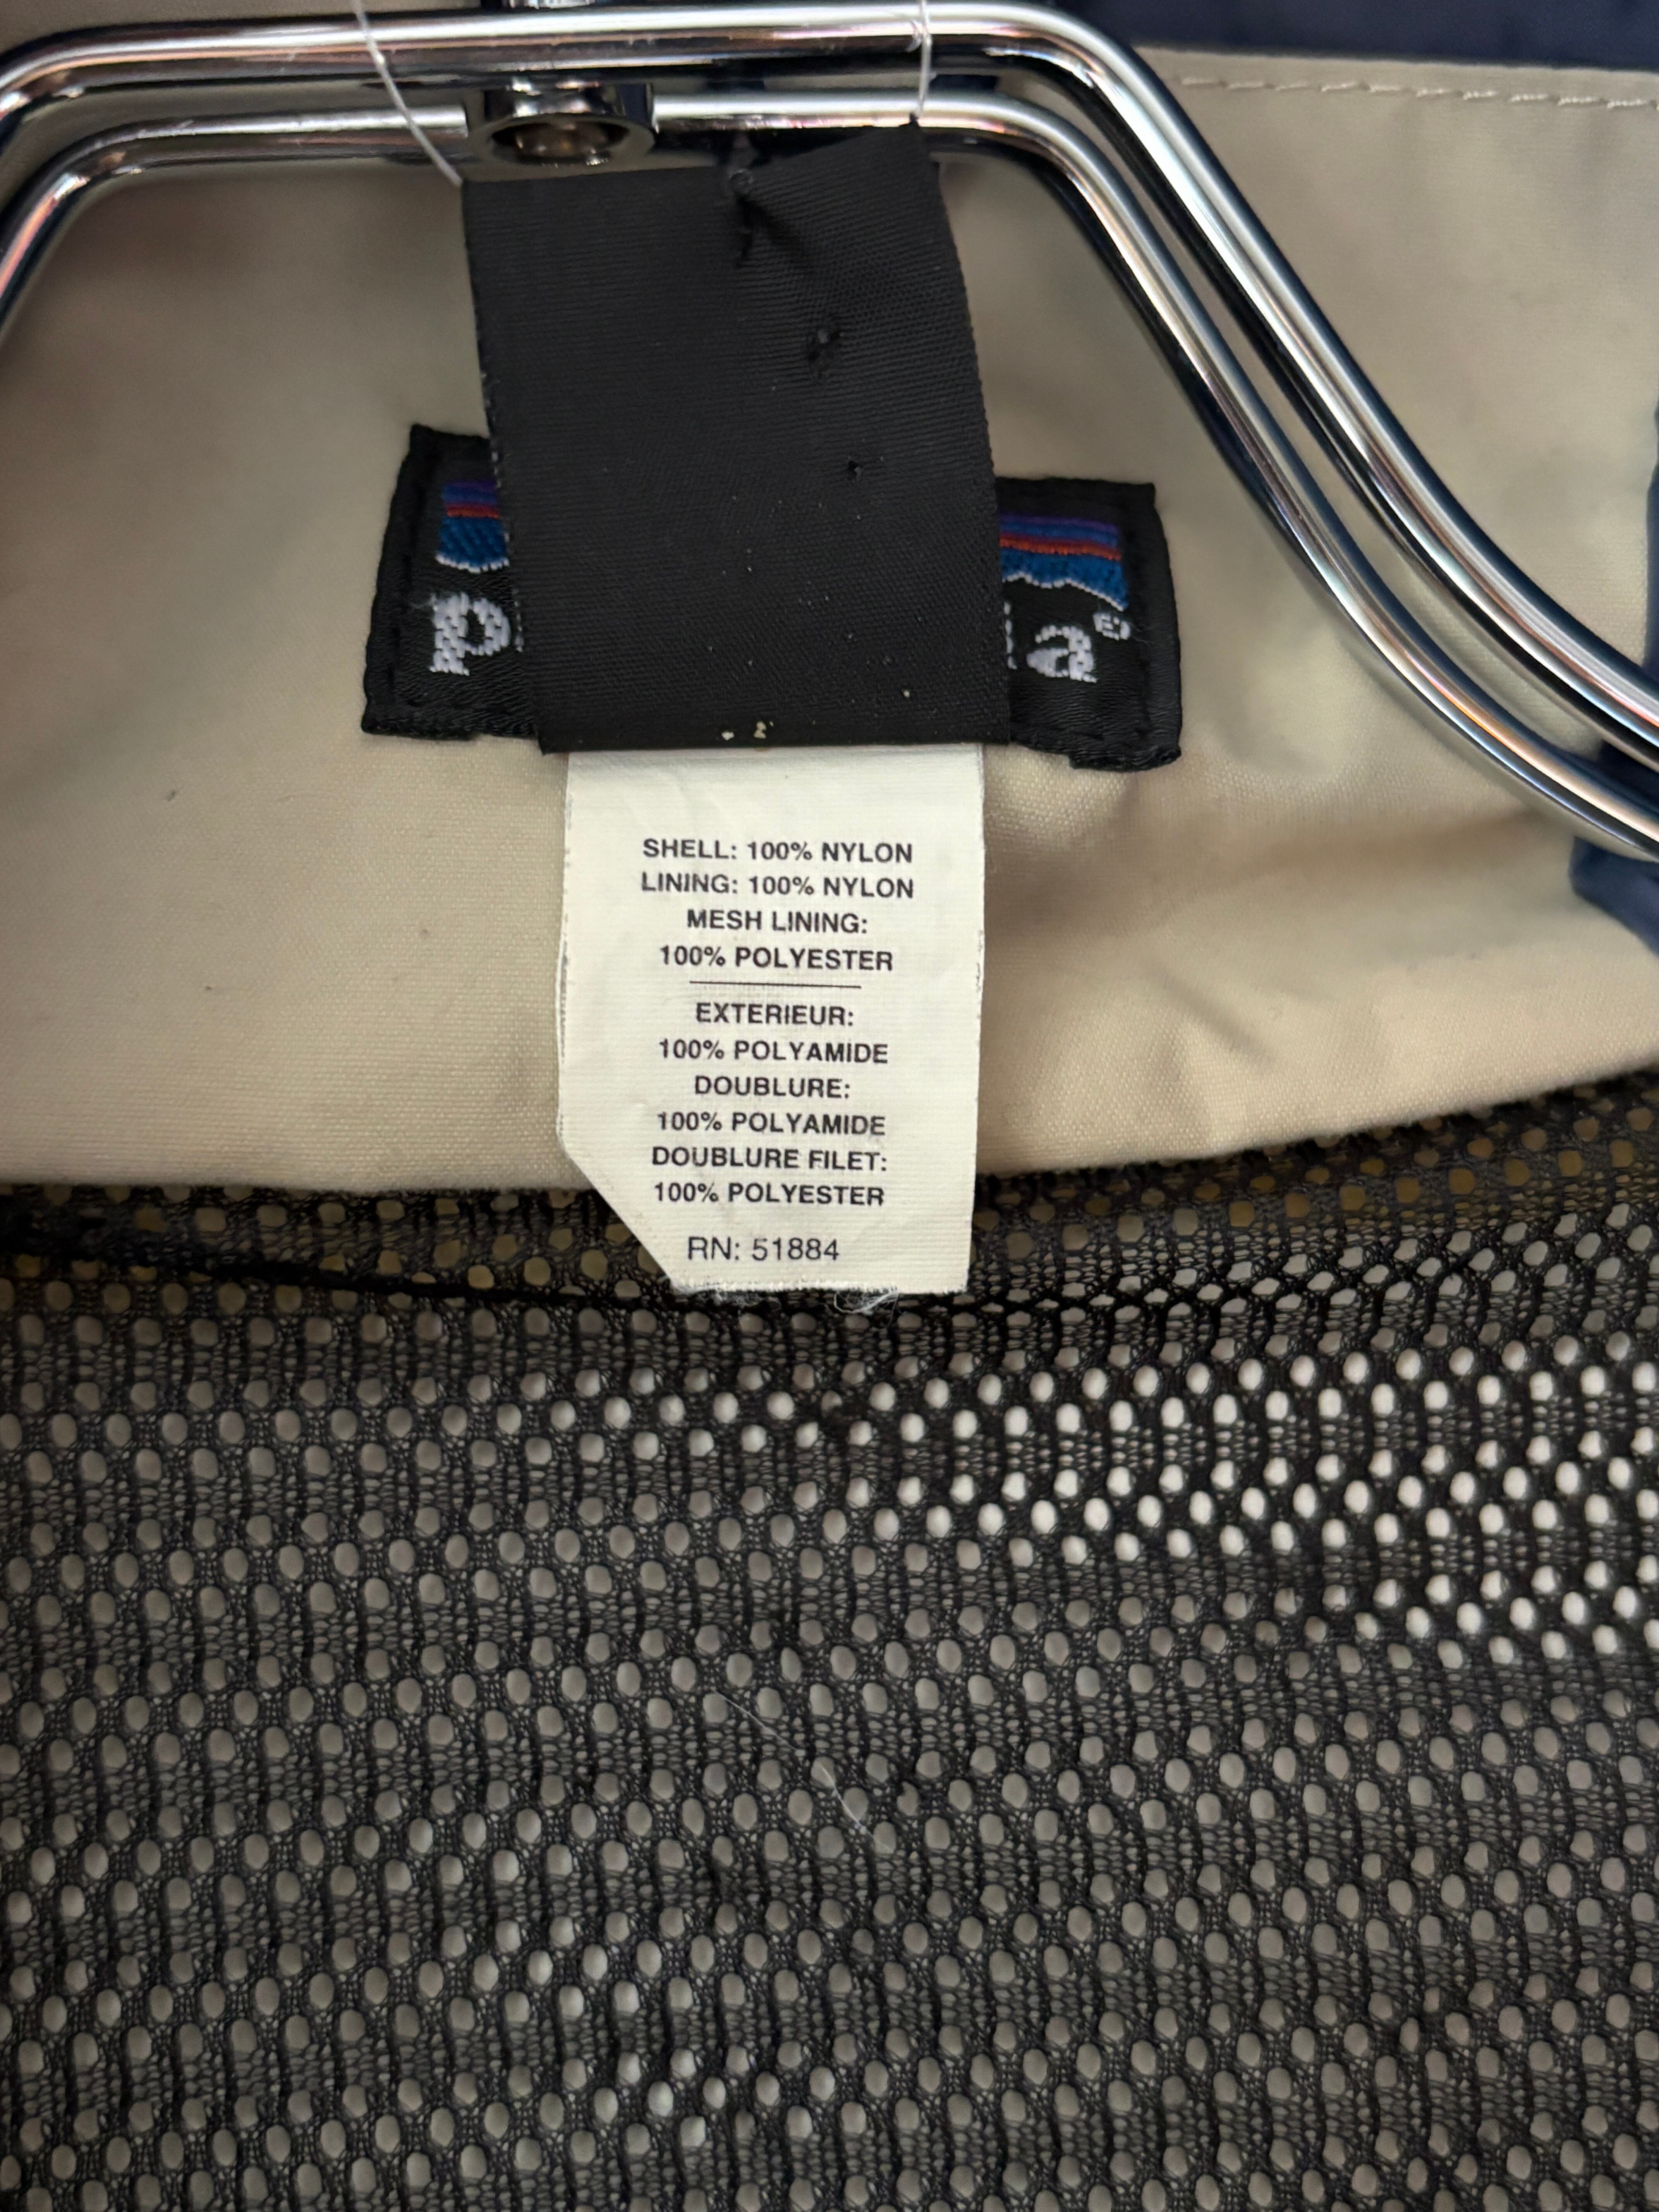 SHELL: 100% NYLON
LINING: 100% NYLON
MESH LINING:
100% POLYESTER
EXTERIEUR:
100% POLYAMIDE
DOUBLURE:
100% POLYAMIDE
DOUBLURE FILET:
100% POLYESTER
RN: 51884